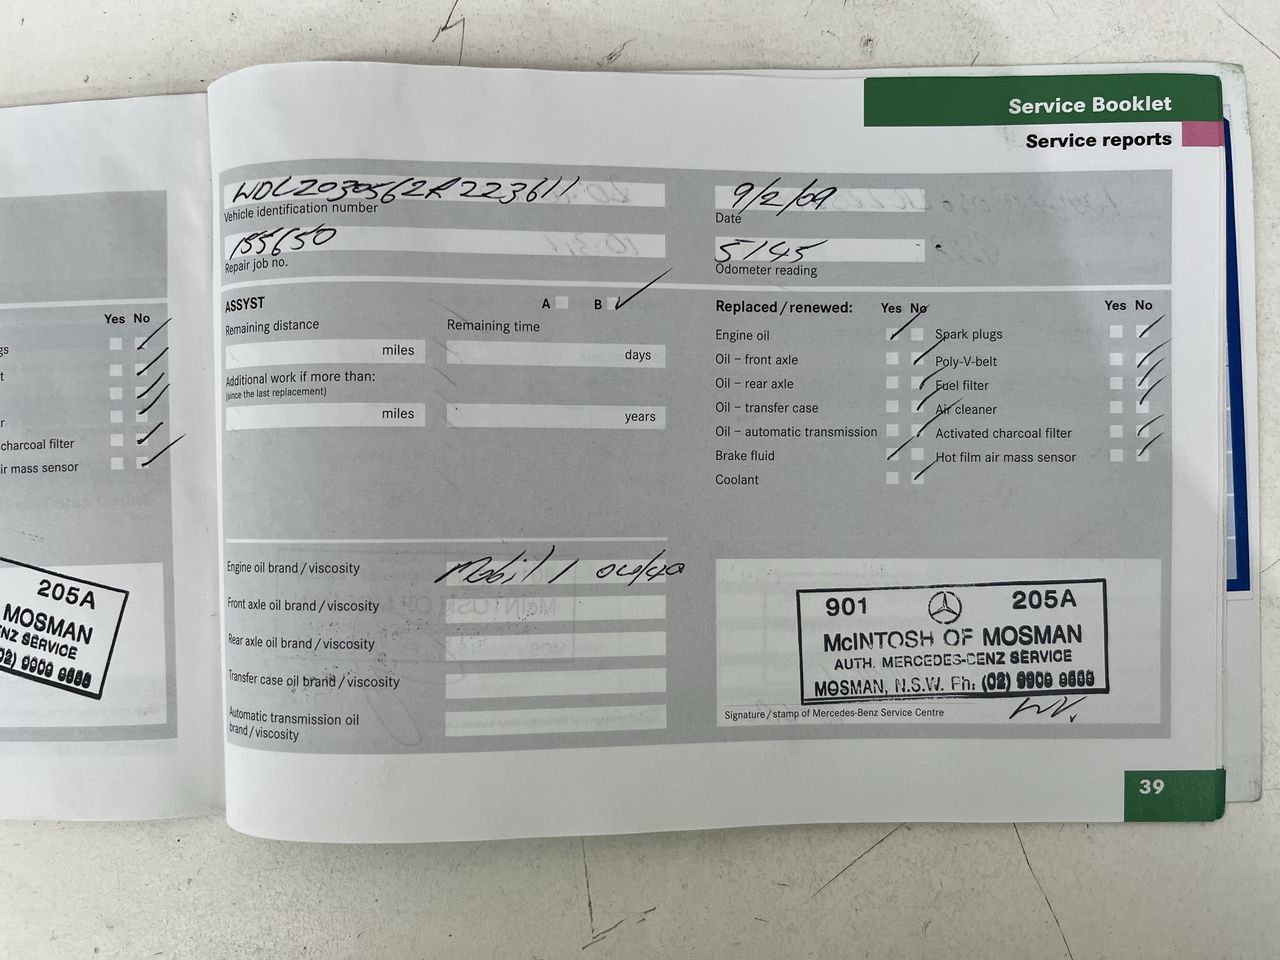 Service Booklet
Service reports
WDC2030562R223611
Vehicle identification number
9/2/09
Date
155650
Repair job no.
5145
Odometer reading
ASSYST
A
B
Remaining distance
Remaining time
miles
days
Additional work if more than:
(since the last replacement)
miles
years
Replaced / renewed:
Yes No
Yes No
Engine oil
Spark plugs
Oil – front axle
Poly-V-belt
Oil – rear axle
Fuel filter
Oil – transfer case
Air cleaner
Oil – automatic transmission
Activated charcoal filter
Brake fluid
Hot film air mass sensor
Coolant
Engine oil brand / viscosity
Mobil 1 0w/40
Front axle oil brand / viscosity
Rear axle oil brand / viscosity
Transfer case oil brand / viscosity
Automatic transmission oil
brand / viscosity
901 205A
McINTOSH OF MOSMAN
AUTH. MERCEDES-BENZ SERVICE
MOSMAN, N.S.W. Ph: (02) 9909
Signature / stamp of Mercedes-Benz Service Centre
39
Yes No
charcoal filter
air mass sensor
205A
MOSMAN
NZ SERVICE
02) 9909